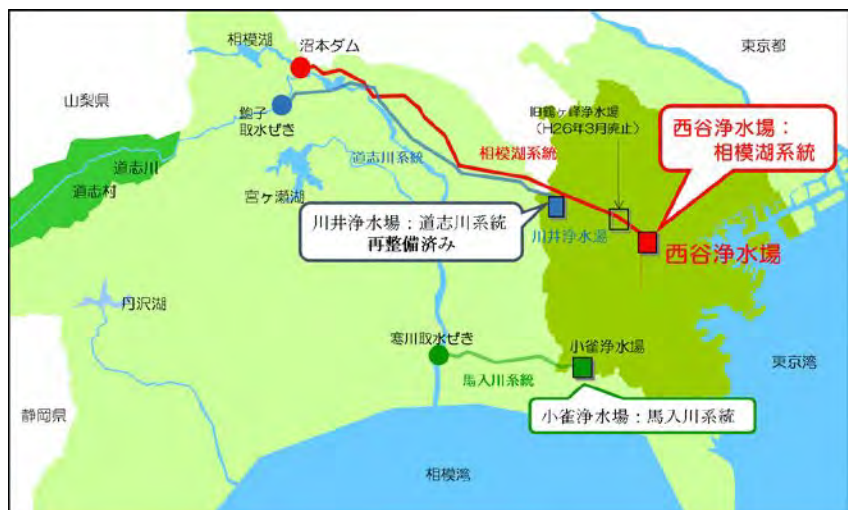 相模湖
沼本ダム
東京都
山梨県
鮑子
取水ぜき
旧鶴ヶ峰浄水場
(H26年3月廃止)
西谷浄水場：
相模湖系統
相模湖系統
道志川系統
道志川
道志村
宮ヶ瀬湖
川井浄水場：道志川系統
再整備済み
川井浄水場
西谷浄水場
丹沢湖
寒川取水ぜき
小雀浄水場
東京湾
馬入川系統
小雀浄水場：馬入川系統
静岡県
相模湾